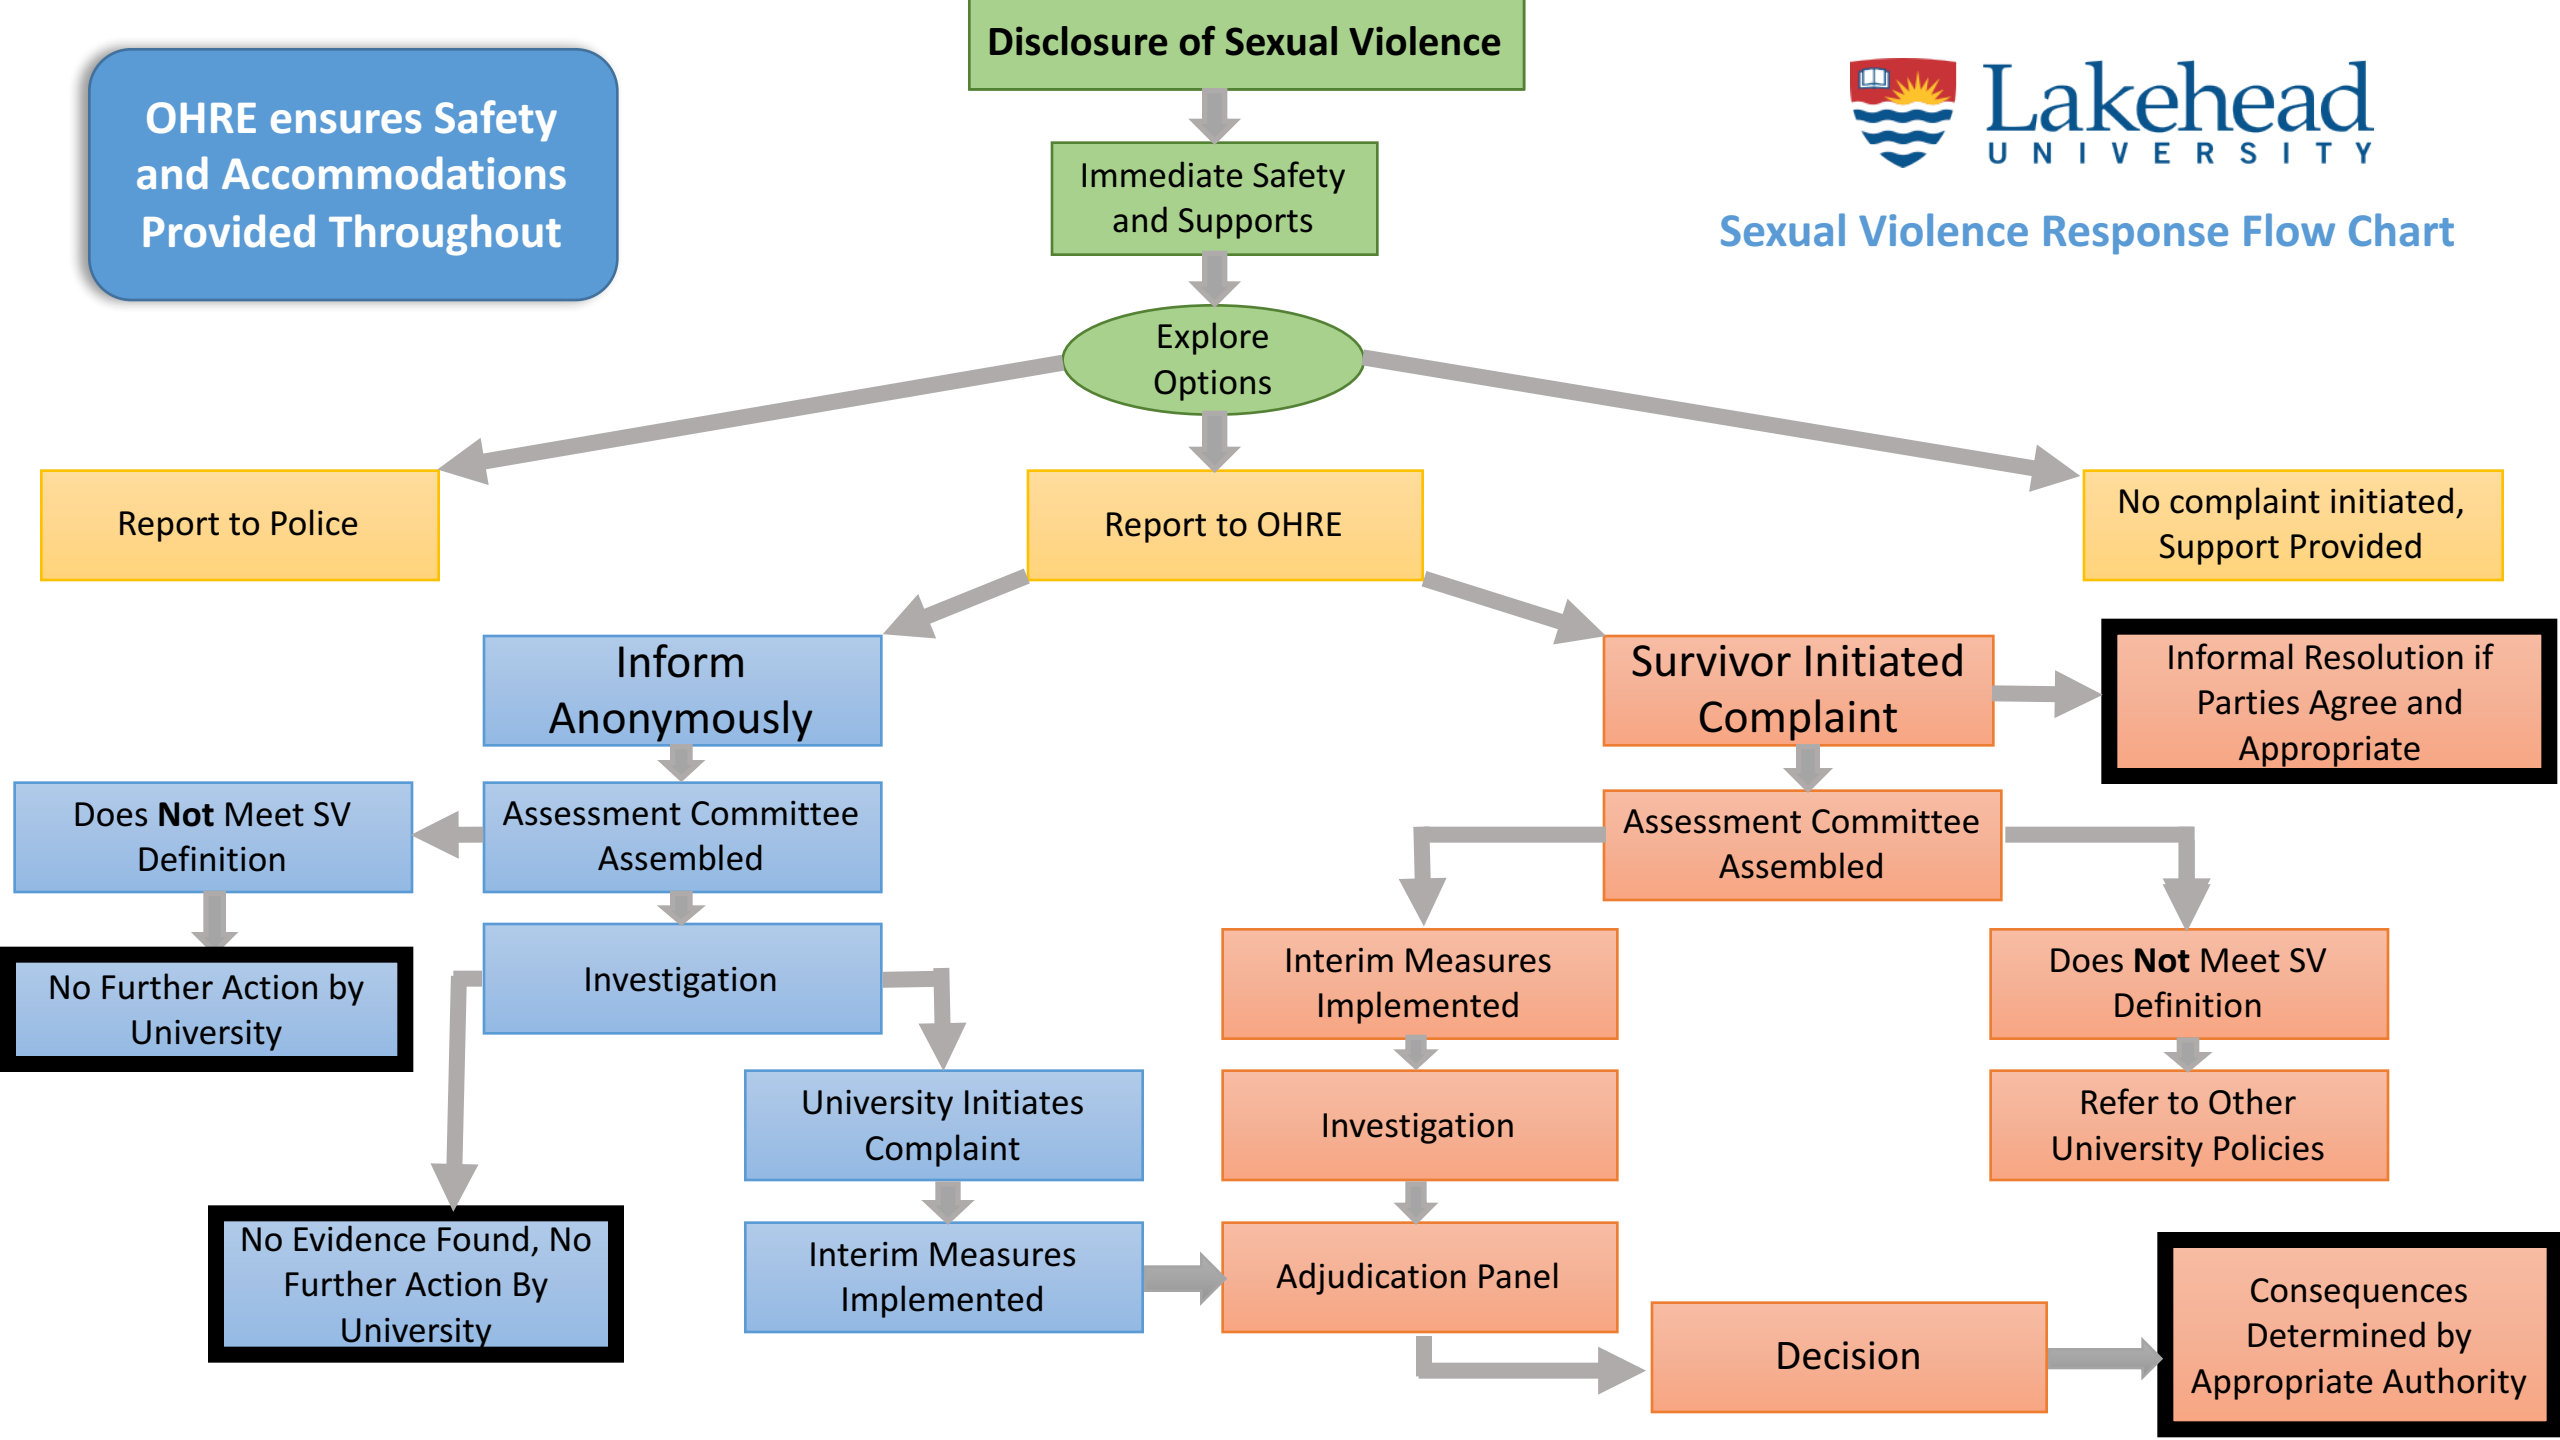 Disclosure of Sexual Violence
OHRE ensures Safety
and Accommodations
Provided Throughout
Lakehead
UNIVERSITY
Sexual Violence Response Flow Chart
Immediate Safety
and Supports
Explore
Options
Report to Police
Report to OHRE
No complaint initiated,
Support Provided
Inform
Anonymously
Survivor Initiated
Complaint
Informal Resolution if
Parties Agree and
Appropriate
Does Not Meet SV
Definition
Assessment Committee
Assembled
Assessment Committee
Assembled
No Further Action by
University
Investigation
Interim Measures
Implemented
Does Not Meet SV
Definition
University Initiates
Complaint
Investigation
Refer to Other
University Policies
No Evidence Found, No
Further Action By
University
Interim Measures
Implemented
Adjudication Panel
Decision
Consequences
Determined by
Appropriate Authority